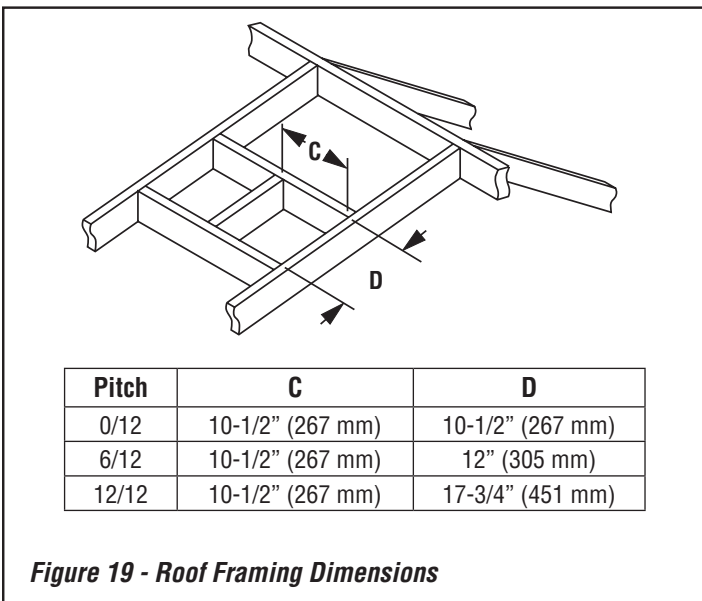 C
D
Pitch C D
0/12 10-1/2” (267 mm) 10-1/2” (267 mm)
6/12 10-1/2” (267 mm) 12” (305 mm)
12/12 10-1/2” (267 mm) 17-3/4” (451 mm)
Figure 19 - Roof Framing Dimensions